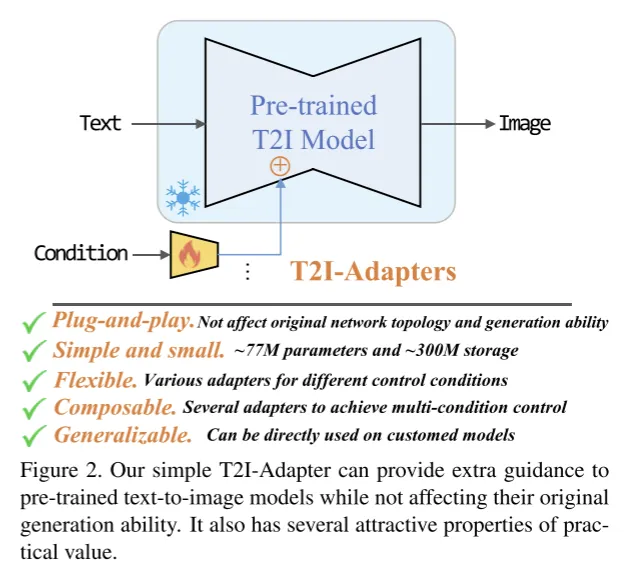 Text
Pre-trained
T2I Model
Image
Condition
T2I-Adapters
Plug-and-play. Not affect original network topology and generation ability
Simple and small. ~77M parameters and ~300M storage
Flexible. Various adapters for different control conditions
Composable. Several adapters to achieve multi-condition control
Generalizable. Can be directly used on customed models
Figure 2. Our simple T2I-Adapter can provide extra guidance to
pre-trained text-to-image models while not affecting their original
generation ability. It also has several attractive properties of prac-
tical value.